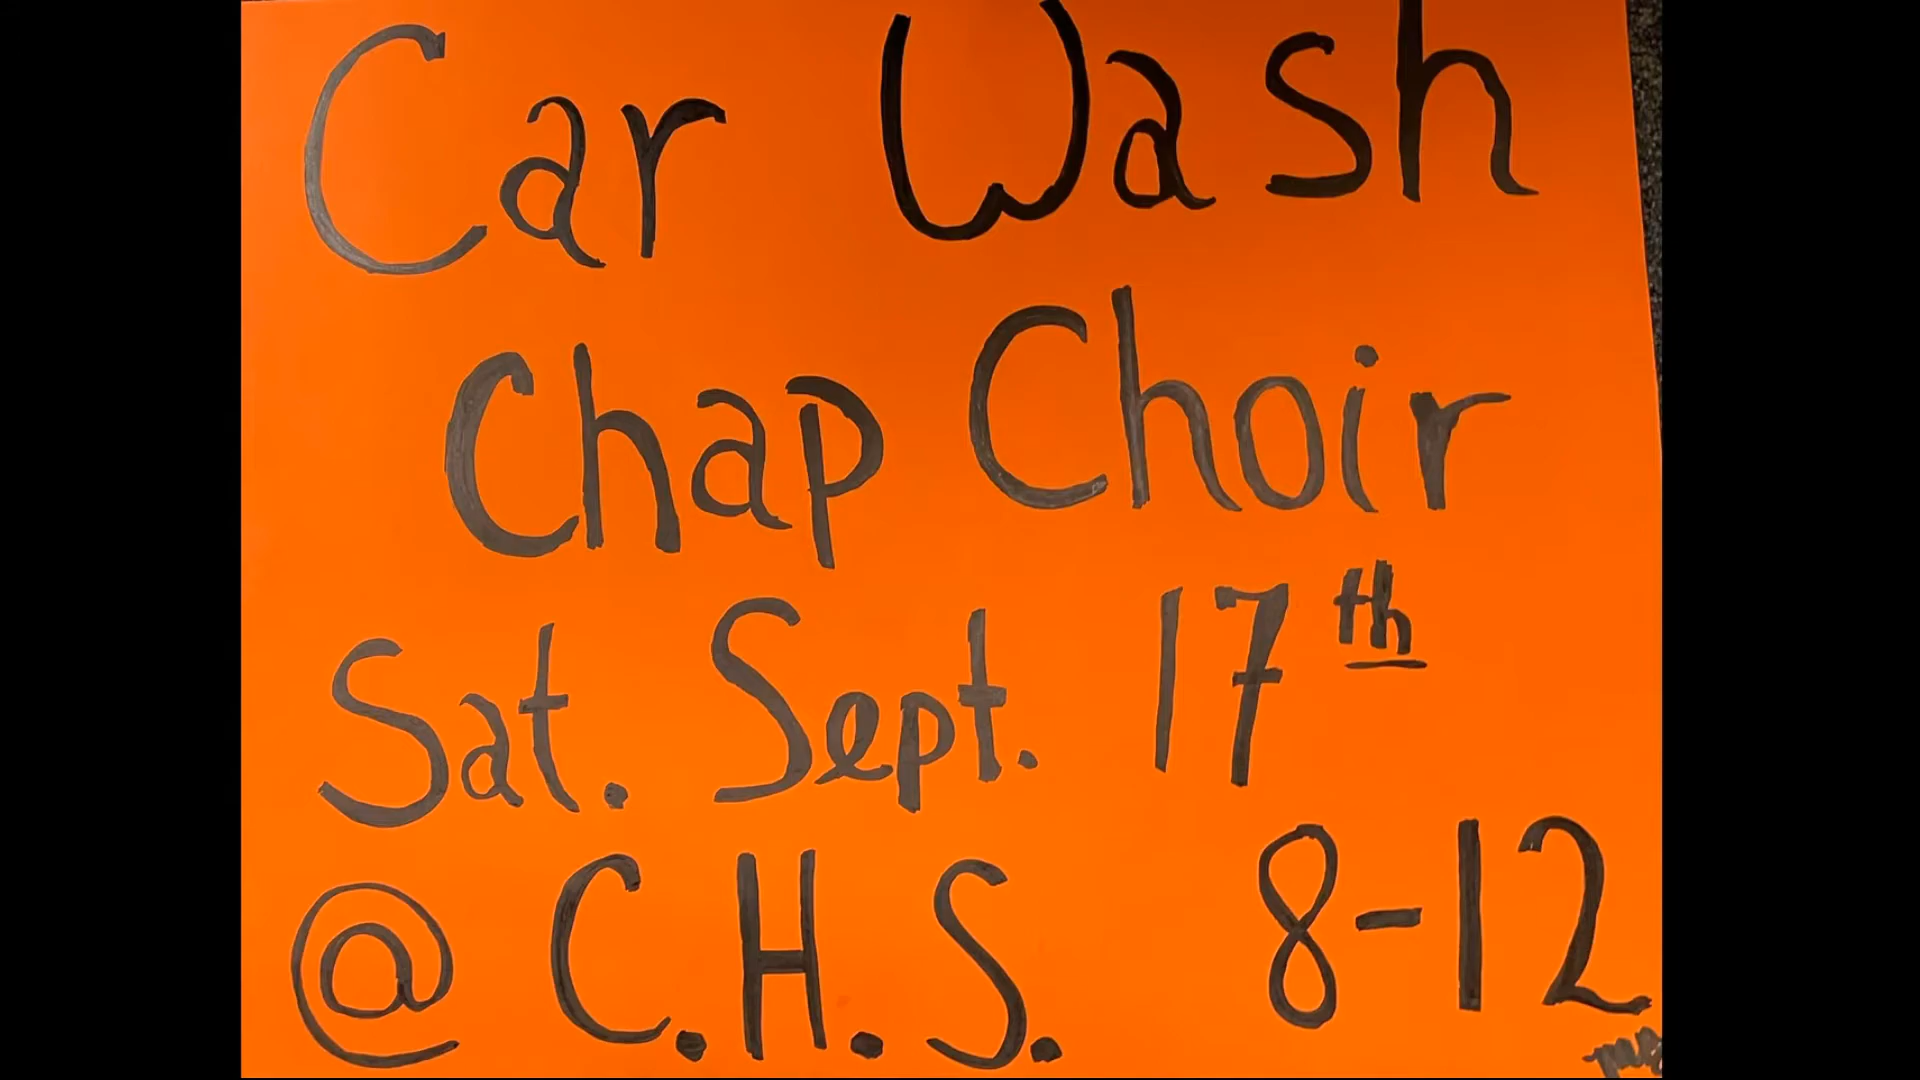 Car Wash
Chap Choir
Sat. Sept. 17th
@ C.H.S. 8-12